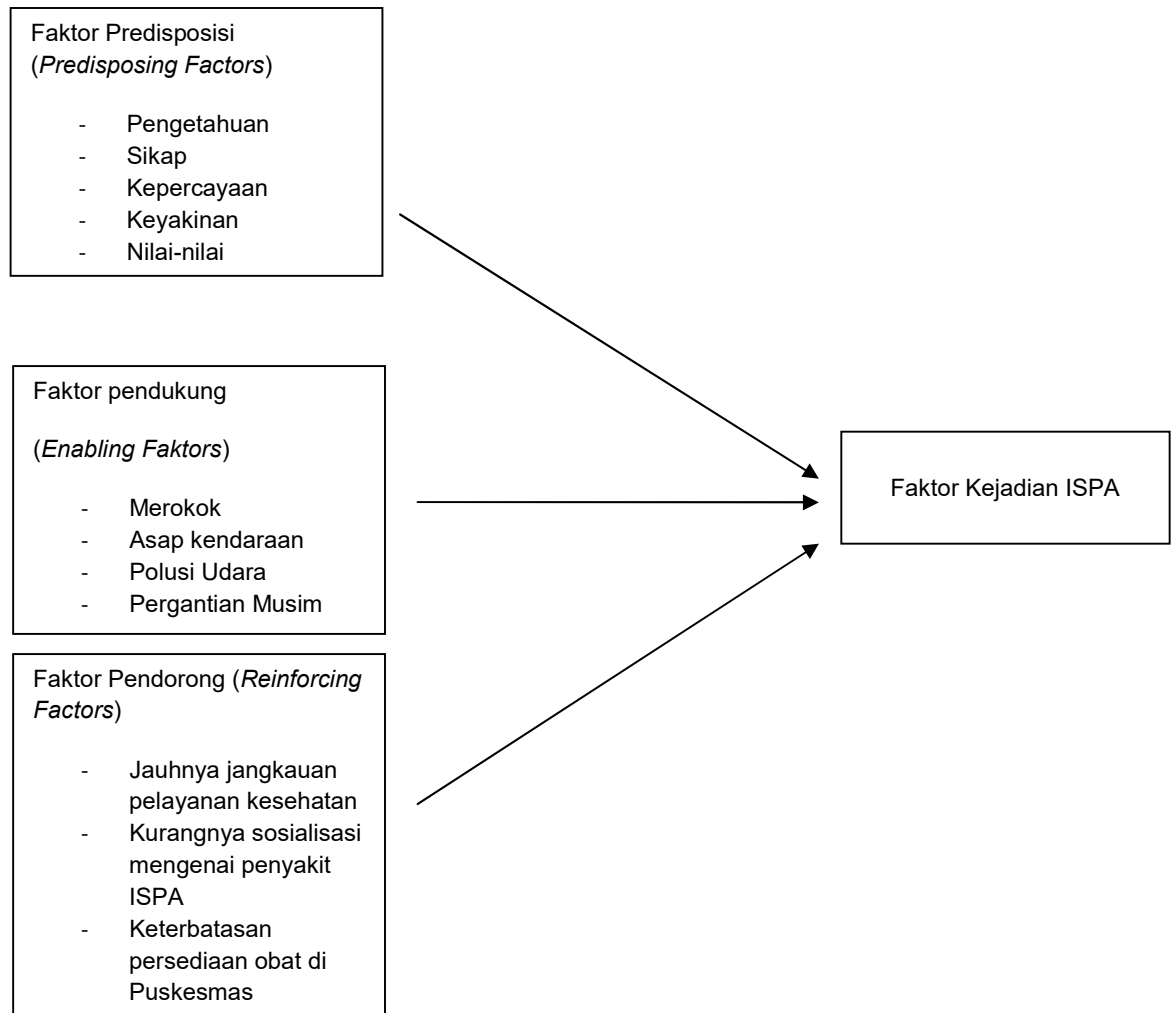 Faktor Predisposisi
(Predisposing Factors)
- Pengetahuan
- Sikap
- Kepercayaan
- Keyakinan
- Nilai-nilai
Faktor pendukung
(Enabling Faktors)
- Merokok
- Asap kendaraan
- Polusi Udara
- Pergantian Musim
Faktor Pendorong (Reinforcing
Factors)
- Jauhnya jangkauan
pelayanan kesehatan
- Kurangnya sosialisasi
mengenai penyakit
ISPA
- Keterbatasan
persediaan obat di
Puskesmas
Faktor Kejadian ISPA